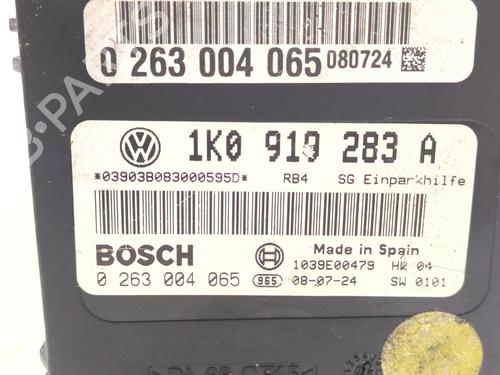 0 263 004 065 080724
1K0 919 283 A
*03903B083000595D* RB4 SG Einparkhilfe
BOSCH Made in Spain
1039E00479 HR 04
0 263 004 065 965 08-07-24 SW 0101